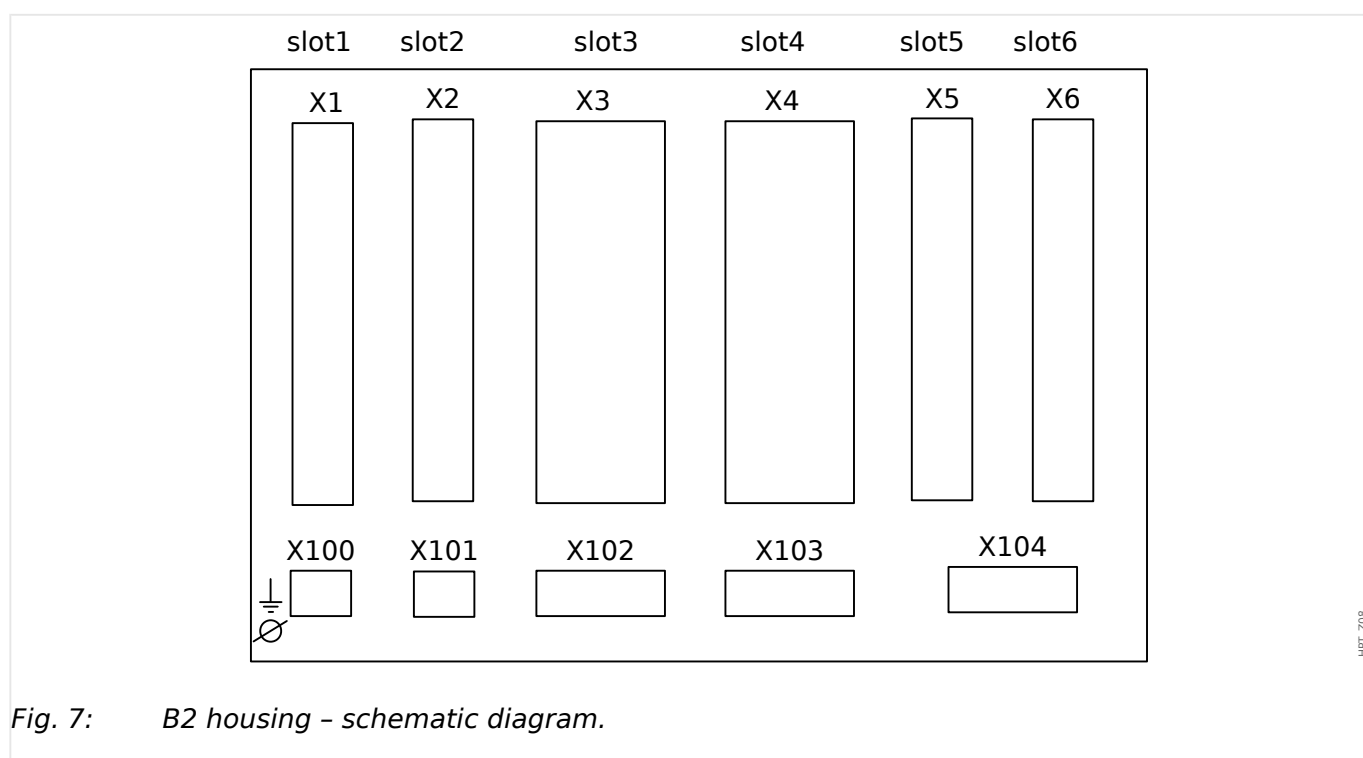 slot1 slot2 slot3 slot4 slot5 slot6
X1 X2 X3 X4 X5 X6
X100 X101 X102 X103 X104
Fig. 7: B2 housing – schematic diagram.